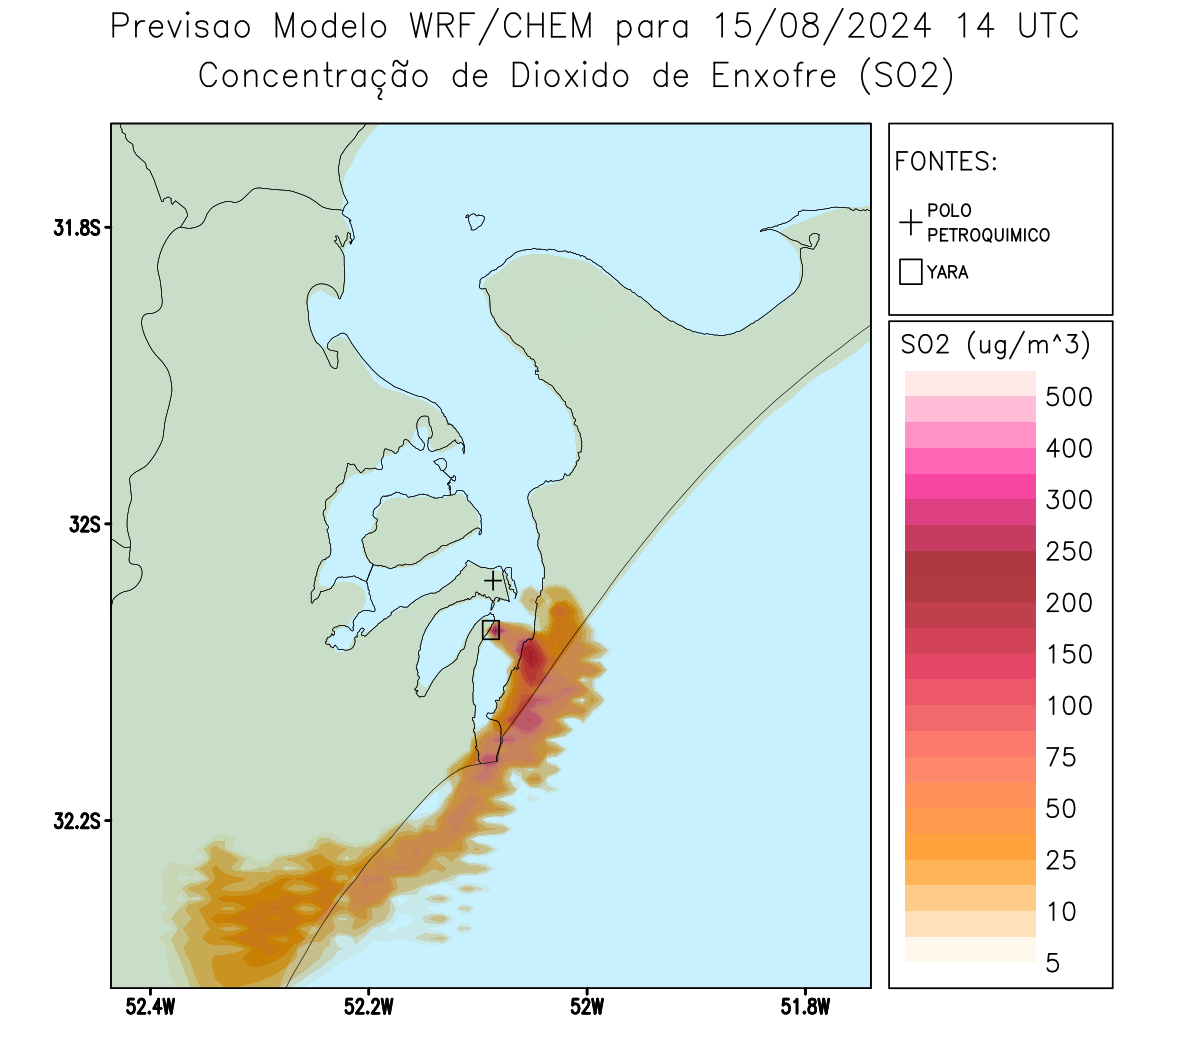 Previsao Modelo WRF/CHEM para 15/08/2024 14 UTC
Concentração de Dioxido de Enxofre (SO2)
FONTES:
POLO
PETROQUIMICO
YARA
31.8S
32S
32.2S
52.4W
52.2W
52W
51.8W
SO2 (ug/m^3)
500
400
300
250
200
150
100
75
50
25
10
5